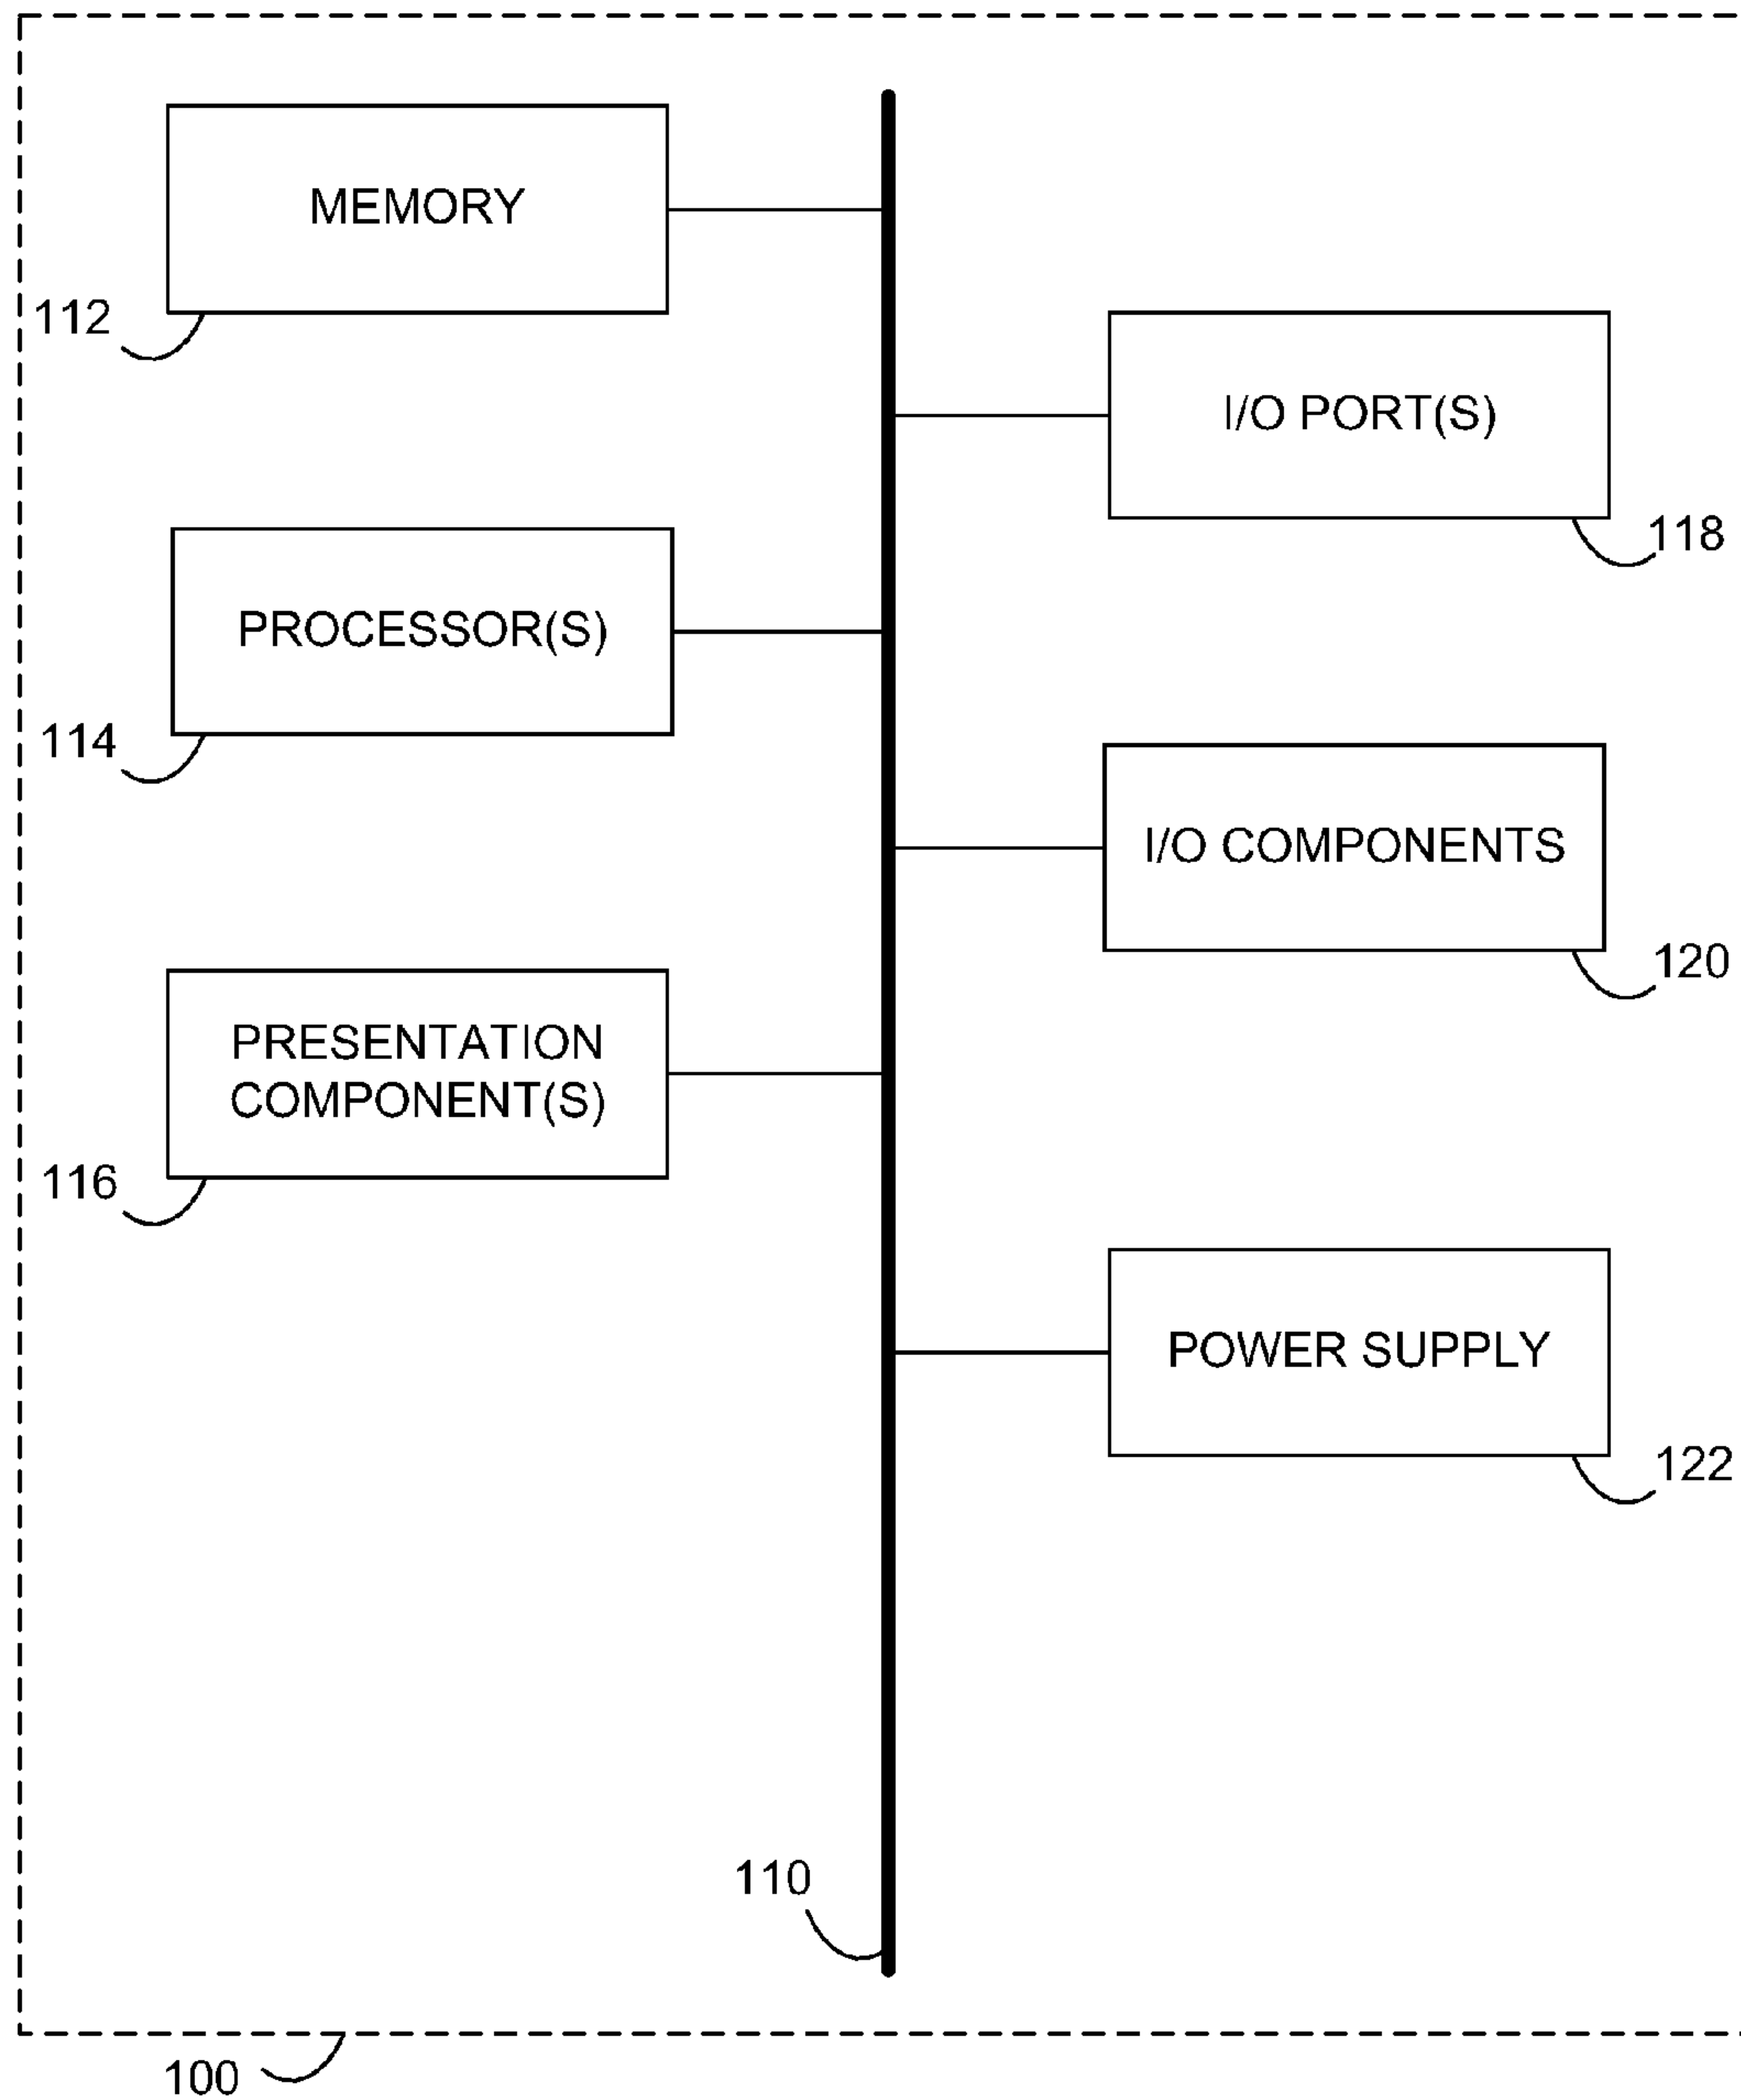 MEMORY
112
I/O PORT(S)
118
PROCESSOR(S)
114
I/O COMPONENTS
120
PRESENTATION
COMPONENT(S)
116
POWER SUPPLY
122
110
100